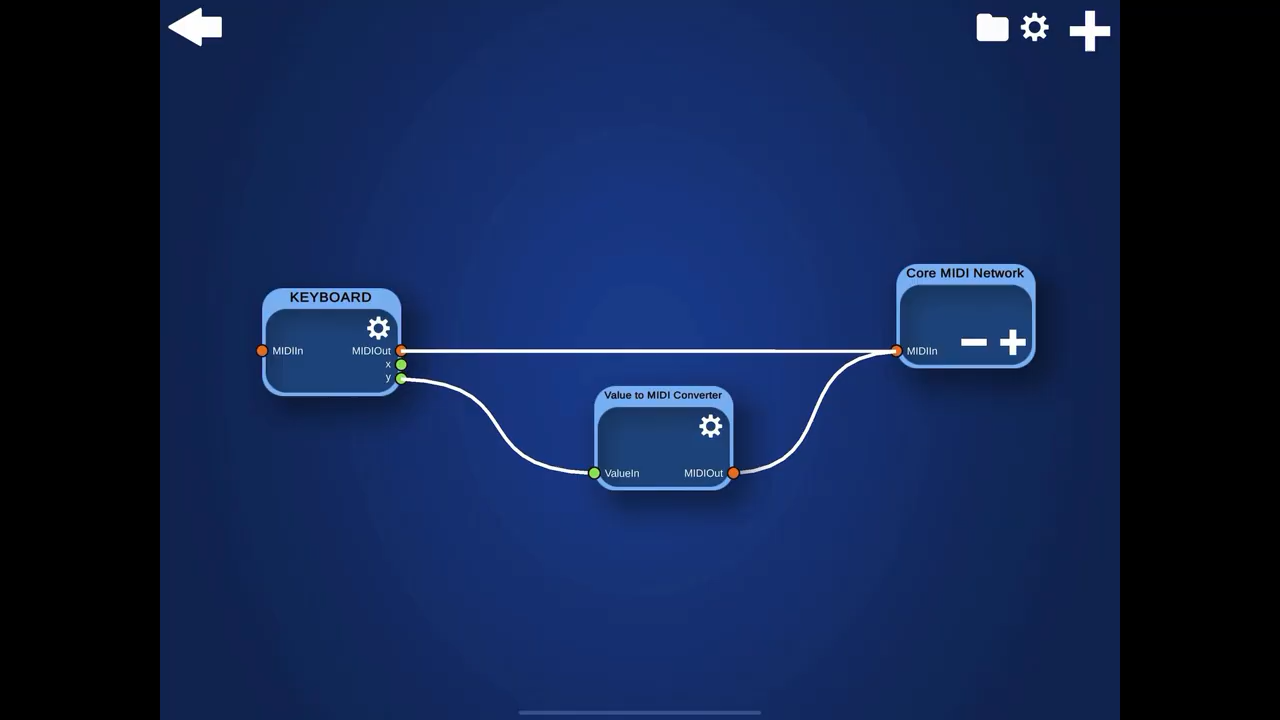 KEYBOARD
MIDIIn
MIDIOut
x
y
Value to MIDI Converter
ValueIn
MIDIOut
Core MIDI Network
MIDIIn